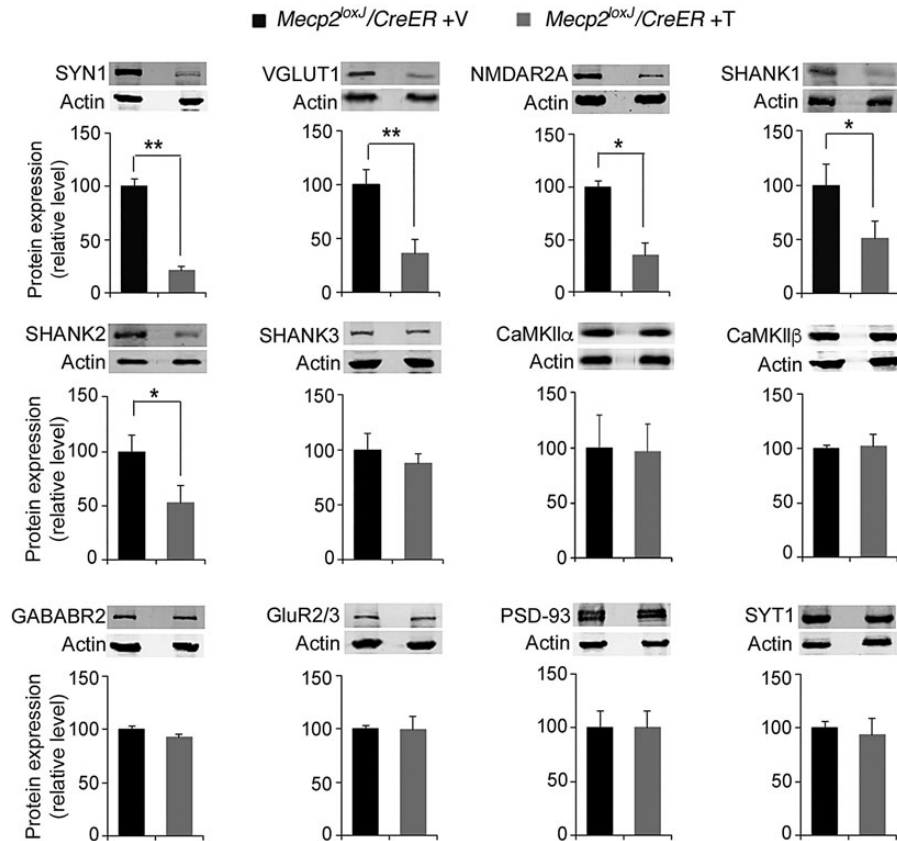 Mecp2loxJ/CreER +V Mecp2loxJ/CreER +T
SYN1 VGLUT1 NMDAR2A SHANK1
Actin Actin Actin Actin
Protein expression
(relative level)
150 150 150 150
** ** * *
100 100 100 100
50 50 50 50
0 0 0 0
SHANK2 SHANK3 CaMKIIα CaMKIIβ
Actin Actin Actin Actin
Protein expression
(relative level)
150 150 150 150
*
100 100 100 100
50 50 50 50
0 0 0 0
GABABR2 GluR2/3 PSD-93 SYT1
Actin Actin Actin Actin
Protein expression
(relative level)
150 150 150 150
100 100 100 100
50 50 50 50
0 0 0 0